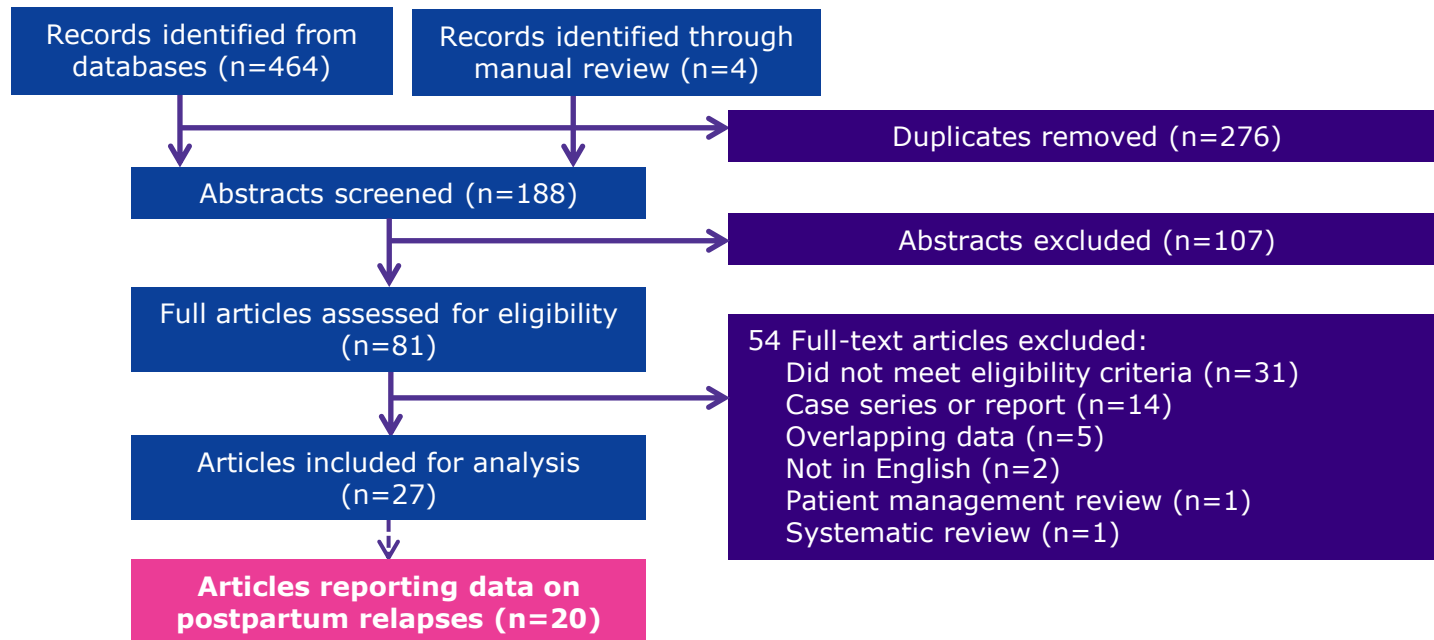 Records identified from
databases (n=464)
Records identified through
manual review (n=4)
Duplicates removed (n=276)
Abstracts screened (n=188)
Abstracts excluded (n=107)
Full articles assessed for eligibility
(n=81)
54 Full-text articles excluded:
Did not meet eligibility criteria (n=31)
Case series or report (n=14)
Overlapping data (n=5)
Not in English (n=2)
Patient management review (n=1)
Systematic review (n=1)
Articles included for analysis
(n=27)
Articles reporting data on
postpartum relapses (n=20)